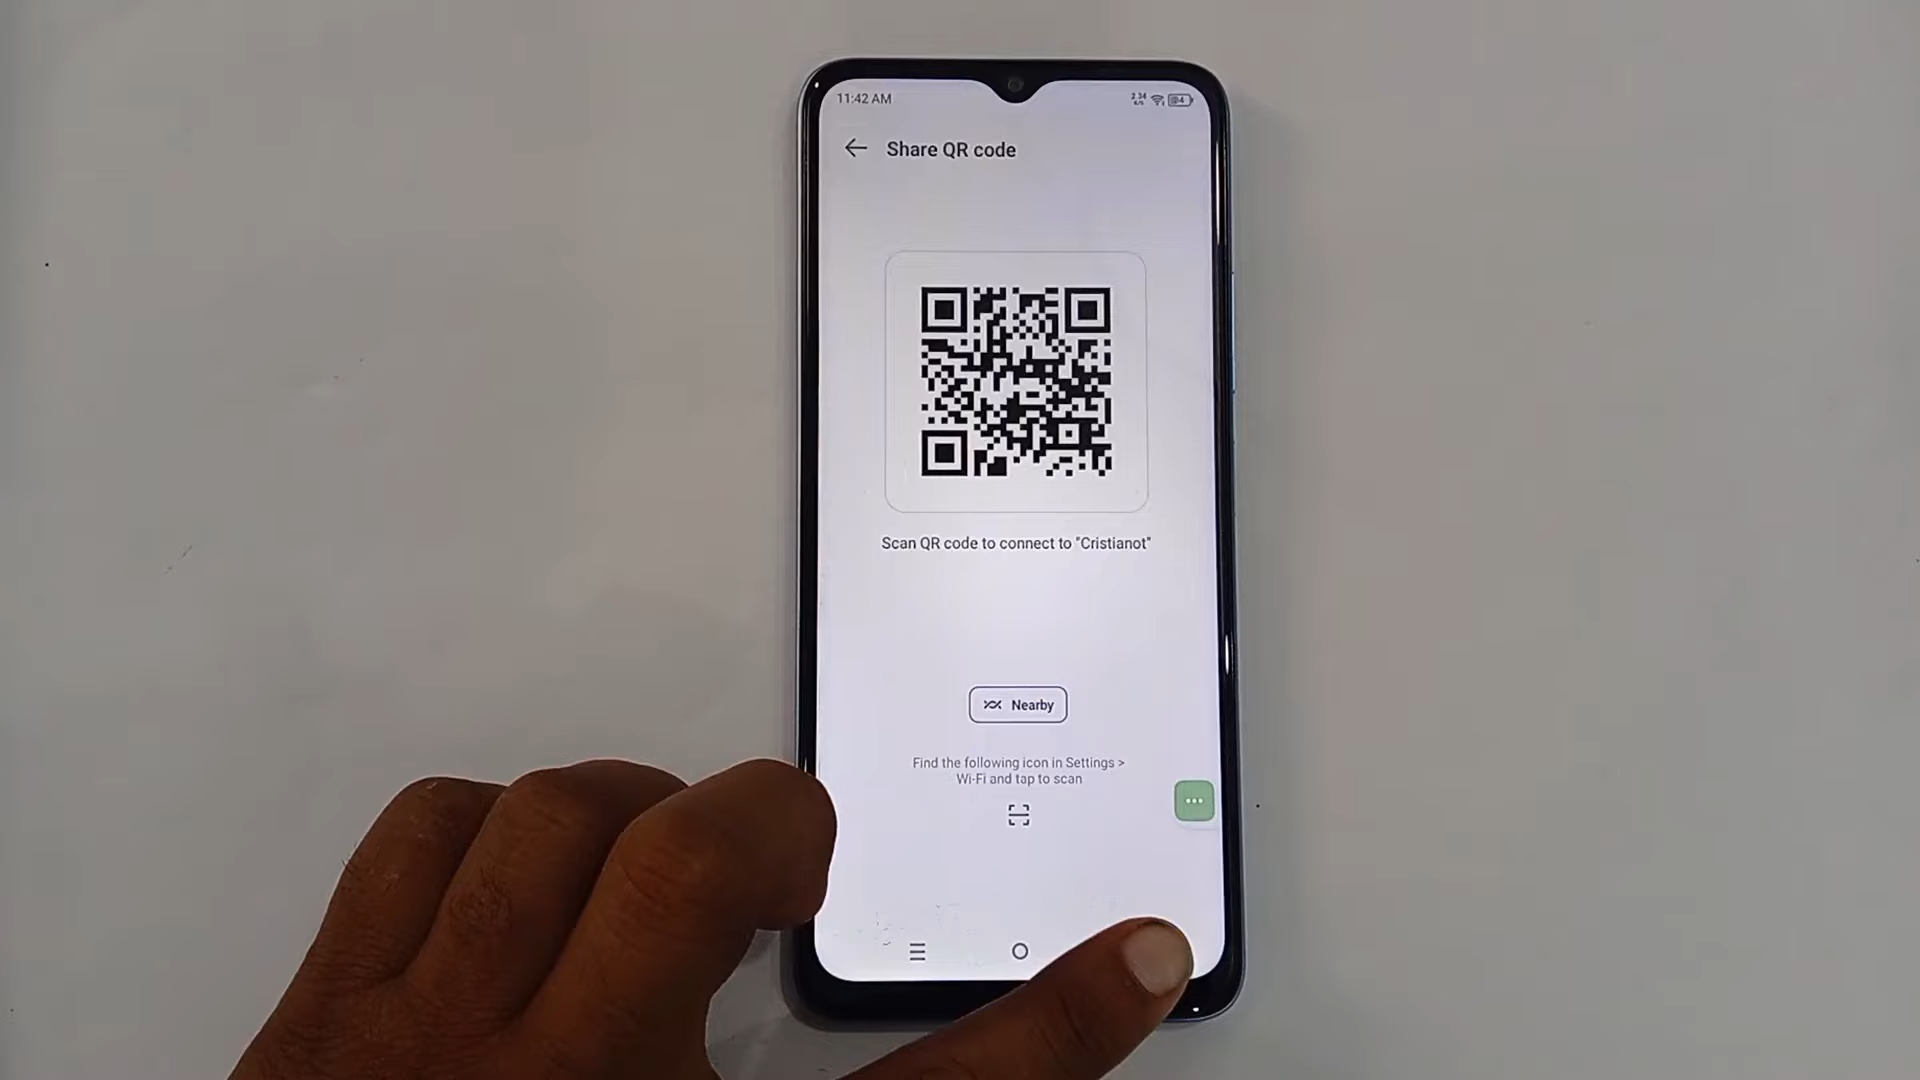 11:42 AM
Share QR code
Scan QR code to connect to "Cristianot"
Nearby
Find the following icon in Settings >
Wi-Fi and tap to scan